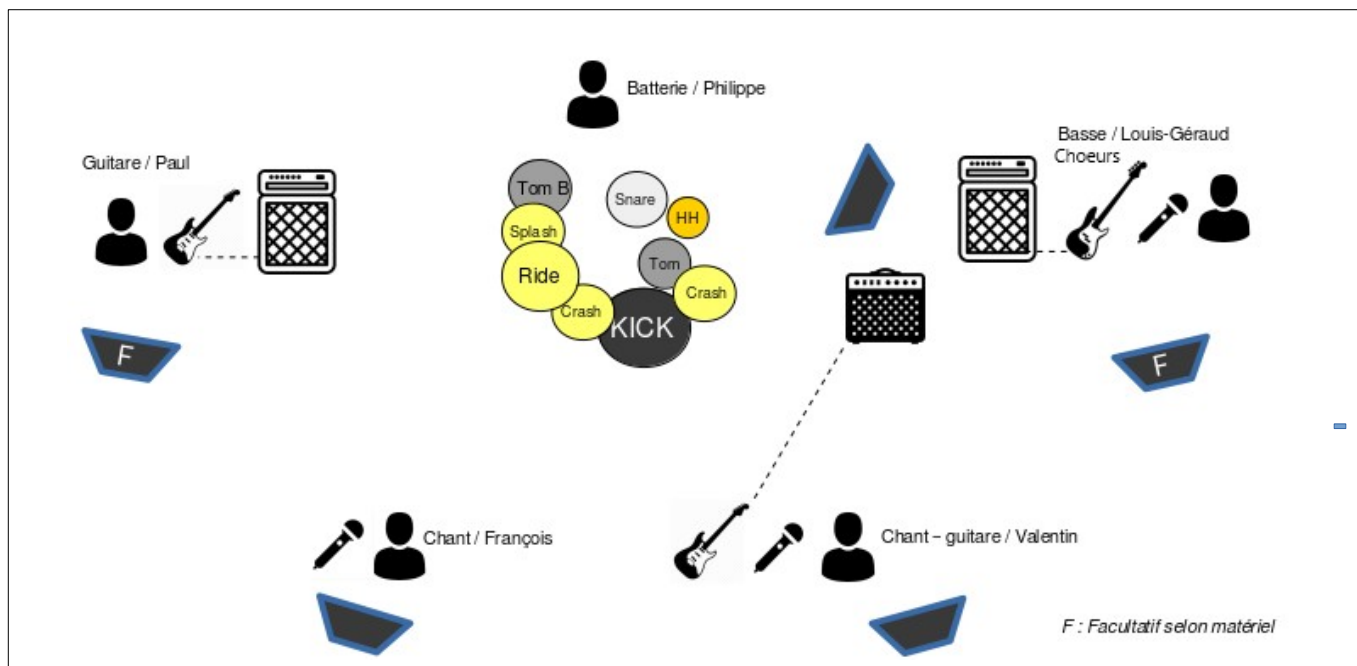 Batterie / Philippe
Guitare / Paul
Basse / Louis-Géraud
Choeurs
Tom B
Snare
HH
Splash
Ride
Tom
Crash
Crash
KICK
F
F
Chant / François
Chant – guitare / Valentin
F : Facultatif selon matériel